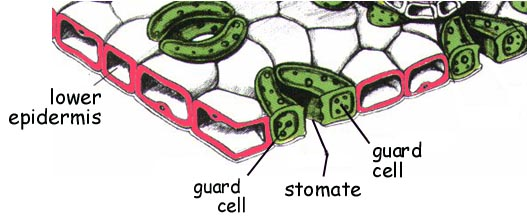 lower
epidermis
guard
cell
stomate
guard
cell